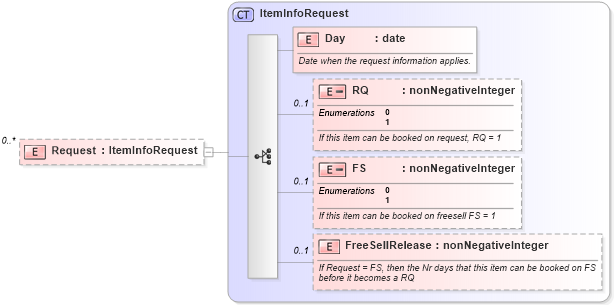 CT ItemInfoRequest
E Day : date
Date when the request information applies.
0..1
E RQ : nonNegativeInteger
Enumerations 0
1
If this item can be booked on request, RQ = 1
0..*
E Request : ItemInfoRequest
0..1
E FS : nonNegativeInteger
Enumerations 0
1
If this item can be booked on freesell FS = 1
0..1
E FreeSellRelease : nonNegativeInteger
If Request = FS, then the Nr days that this item can be booked on FS
before it becomes a RQ